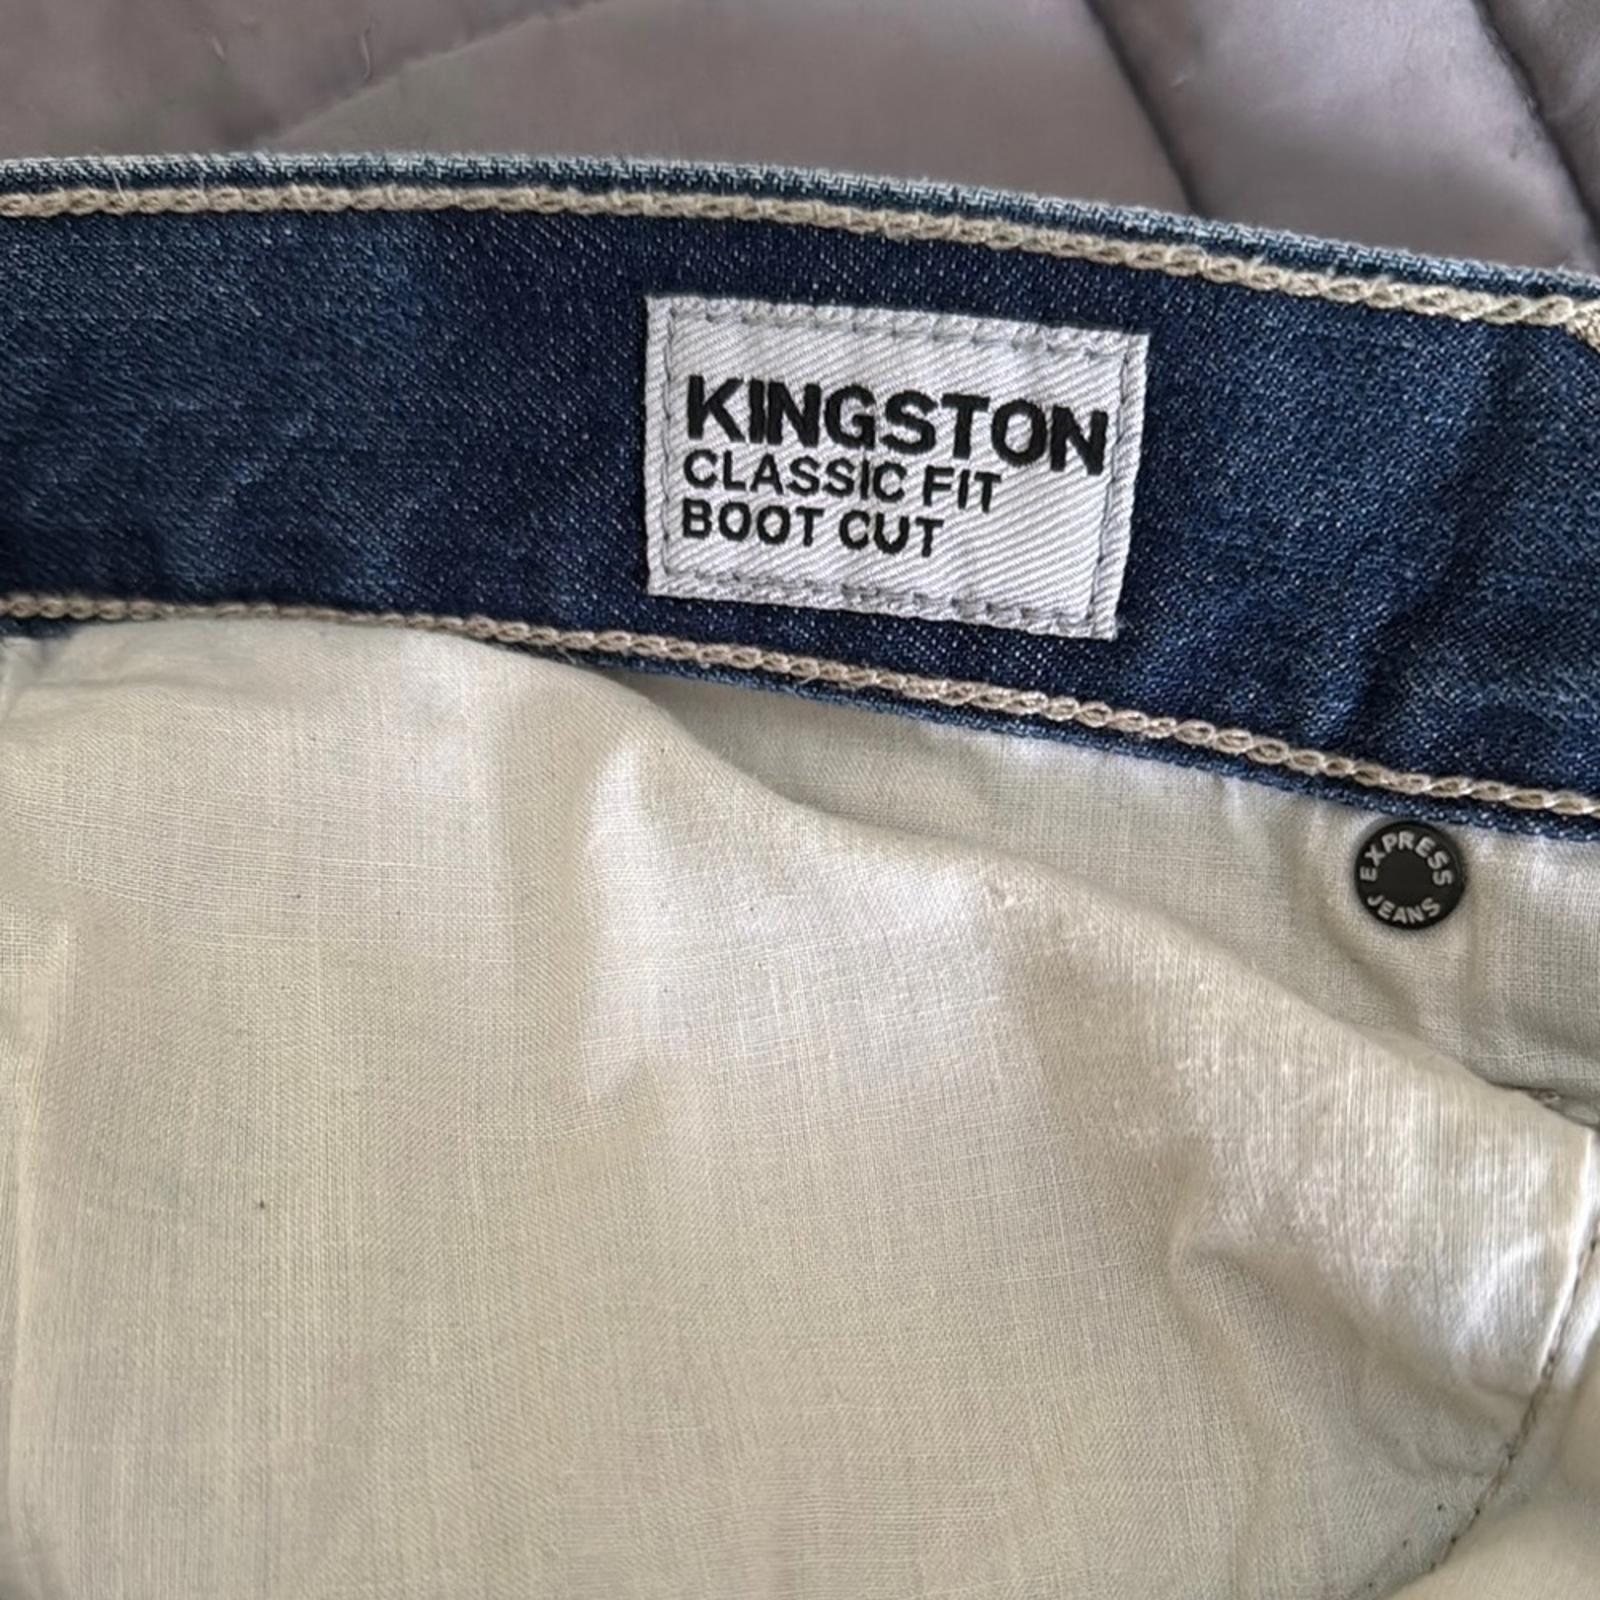 KINGSTON
CLASSIC FIT
BOOT CUT
EXPRESS
JEANS